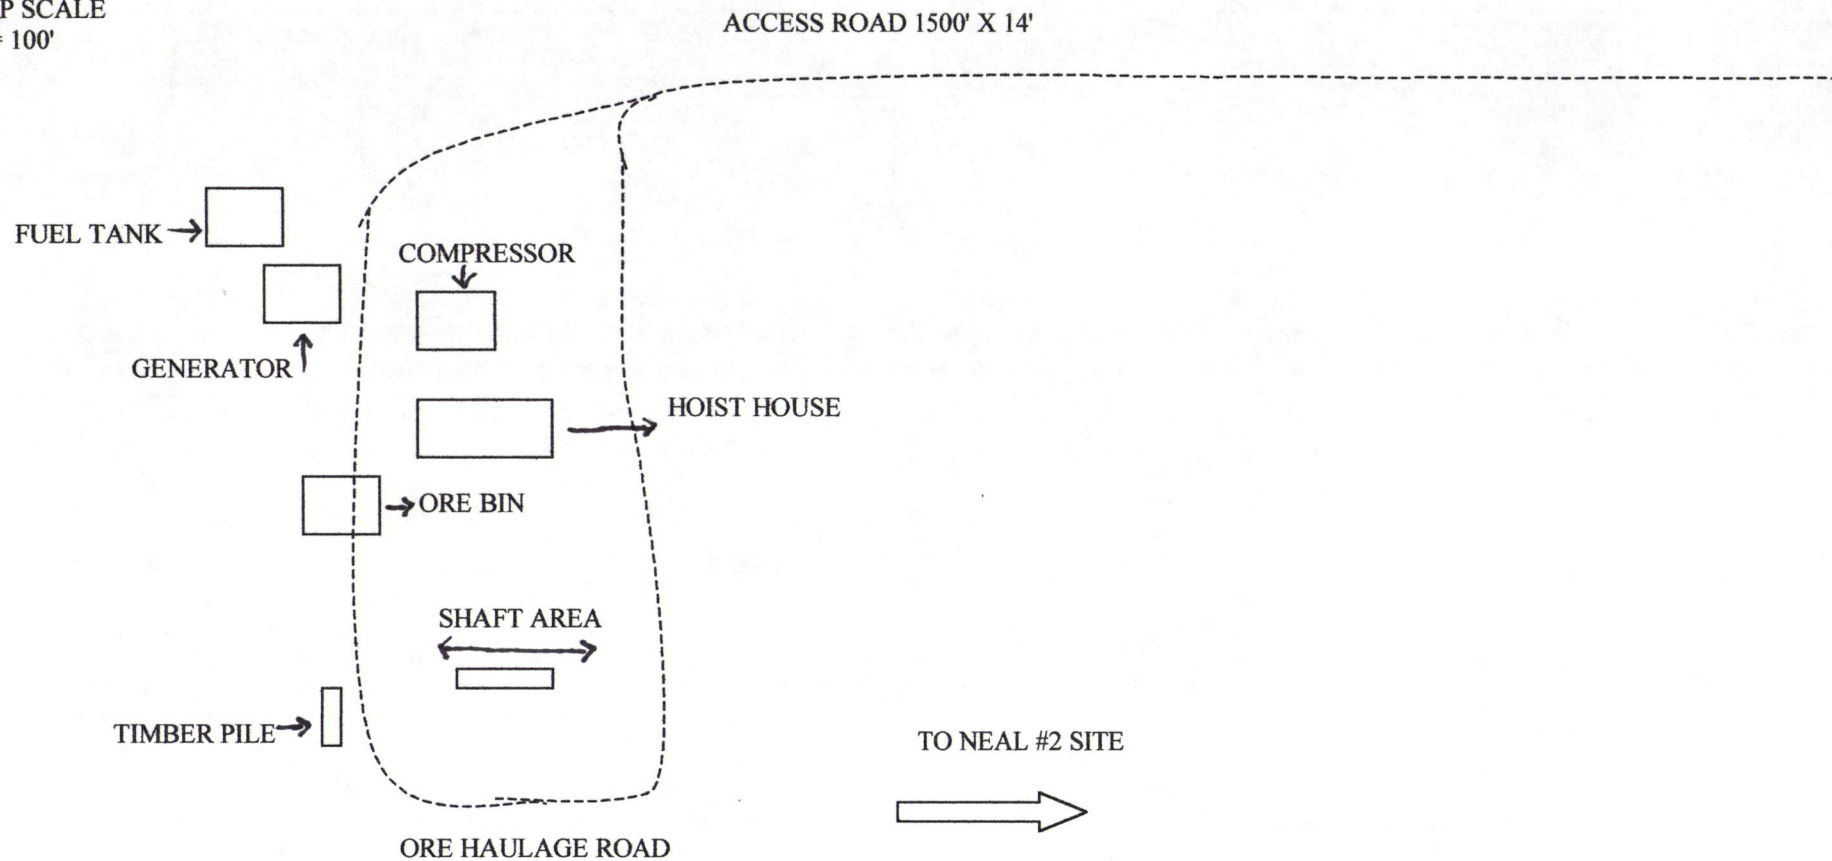 P SCALE
= 100'
ACCESS ROAD 1500' X 14'
FUEL TANK
COMPRESSOR
GENERATOR
HOIST HOUSE
ORE BIN
SHAFT AREA
TIMBER PILE
TO NEAL #2 SITE
ORE HAULAGE ROAD